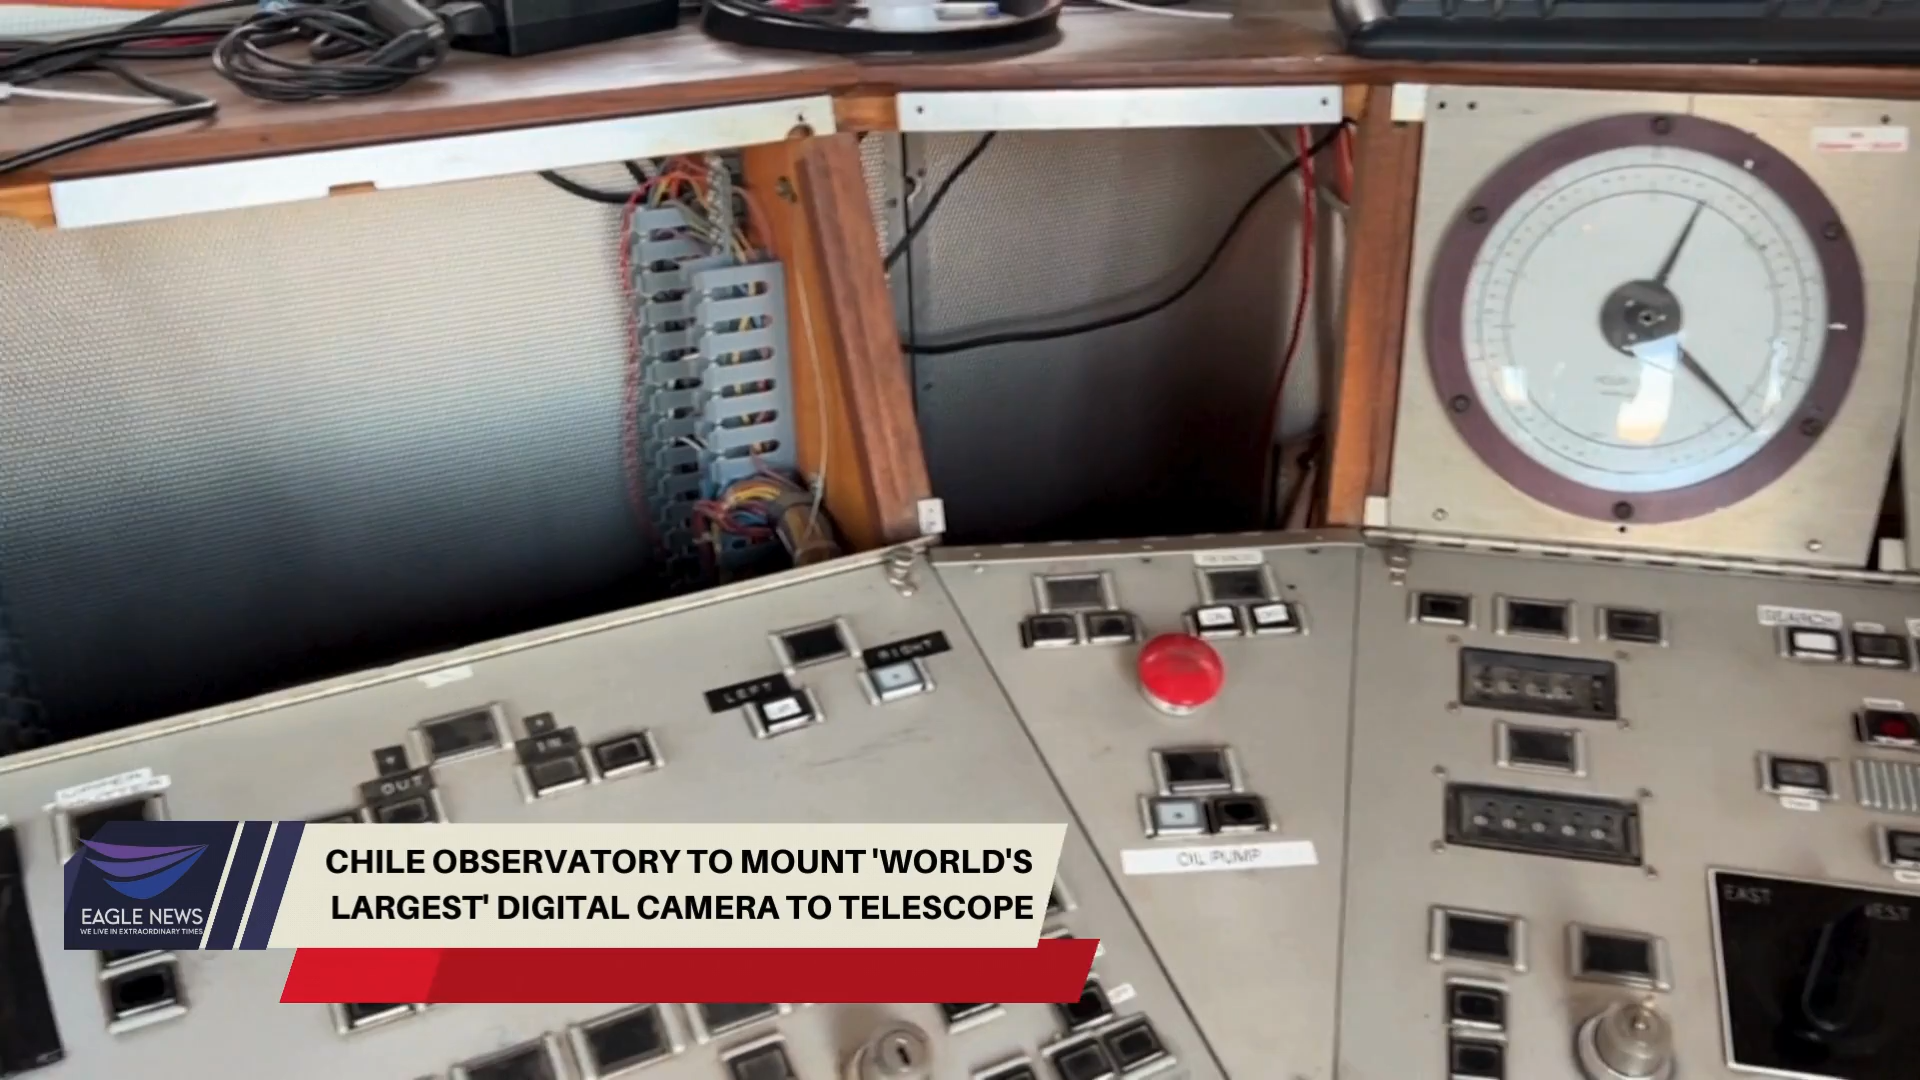 RIGHT
LEFT
IN
OUT
OIL PUMP
SEARCH
EAST
CHILE OBSERVATORY TO MOUNT 'WORLD'S
LARGEST' DIGITAL CAMERA TO TELESCOPE
EAGLE NEWS
WE LIVE IN EXTRAORDINARY TIMES